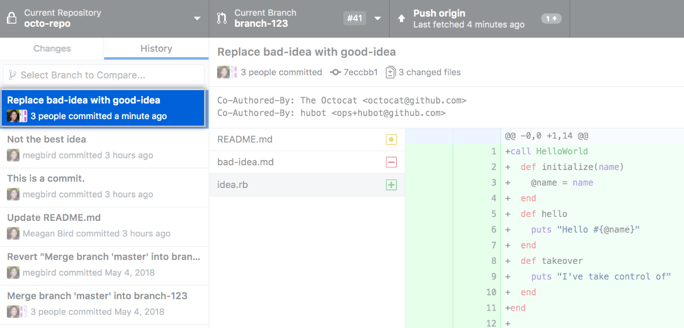 Current Repository
octo-repo
Current Branch
branch-123
#41
Push origin
Last fetched 4 minutes ago
1
Changes
History
Select Branch to Compare...
Replace bad-idea with good-idea
3 people committed a minute ago
Not the best idea
megbird committed 3 hours ago
This is a commit.
megbird committed 3 hours ago
Update README.md
Meagan Bird committed 3 hours ago
Revert "Merge branch 'master' into bran...
megbird committed May 4, 2018
Merge branch 'master' into branch-123
3 people committed May 4, 2018
Replace bad-idea with good-idea
3 people committed
7eccbb1
3 changed files
Co-Authored-By: The Octocat <octocat@github.com>
Co-Authored-By: hubot <ops+hubot@github.com>
README.md
bad-idea.md
idea.rb
@@ -0,0 +1,14 @@
1 +call HelloWorld
2 + def initialize(name)
3 + @name = name
4 + end
5 + def hello
6 + puts "Hello #{@name}"
7 + end
8 + def takeover
9 + puts "I've take control of"
10 + end
11 +end
12 +